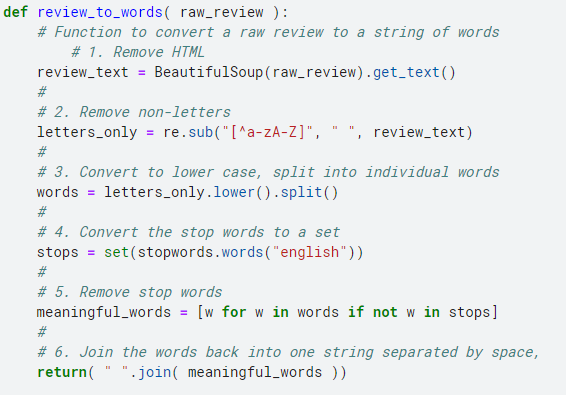 def review_to_words( raw_review ):
    # Function to convert a raw review to a string of words
        # 1. Remove HTML
    review_text = BeautifulSoup(raw_review).get_text()
    #
    # 2. Remove non-letters
    letters_only = re.sub("[^a-zA-Z]", " ", review_text)
    #
    # 3. Convert to lower case, split into individual words
    words = letters_only.lower().split()
    #
    # 4. Convert the stop words to a set
    stops = set(stopwords.words("english"))
    #
    # 5. Remove stop words
    meaningful_words = [w for w in words if not w in stops]
    #
    # 6. Join the words back into one string separated by space,
    return( " ".join( meaningful_words ))